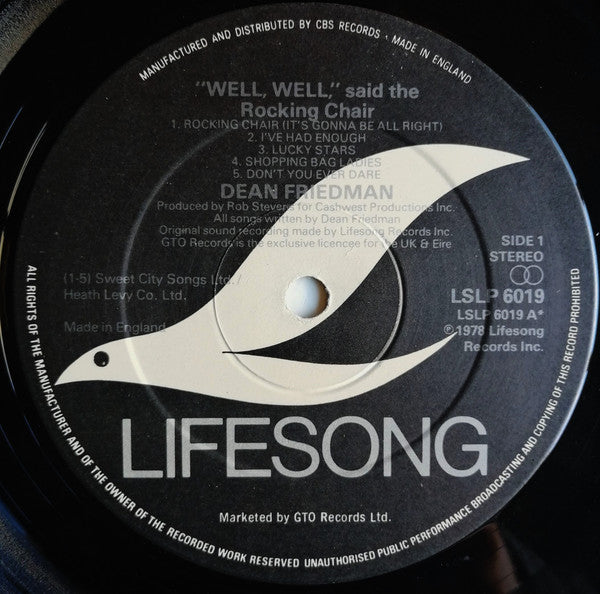 MANUFACTURED AND DISTRIBUTED BY CBS RECORDS · MADE IN ENGLAND
"WELL, WELL," said the
Rocking Chair
1. ROCKING CHAIR (IT'S GONNA BE ALL RIGHT)
2. I'VE HAD ENOUGH
3. LUCKY STARS
4. SHOPPING BAG LADIES
5. DON'T YOU EVER DARE
DEAN FRIEDMAN
Produced by Rob Stevens for Cashwest Productions Inc.
All songs written by Dean Friedman
Original sound recording made by Lifesong Records Inc.
GTO Records is the exclusive licencee for the UK & Eire
SIDE 1
STEREO
LSLP 6019
LSLP 6019 A*
℗1978 Lifesong
Records Inc.
(1-5) Sweet City Songs Ltd./
Heath Levy Co. Ltd.
Made in England
LIFESONG
Marketed by GTO Records Ltd.
ALL RIGHTS OF THE MANUFACTURER AND OF THE OWNER OF THE RECORDED WORK RESERVED UNAUTHORISED PUBLIC PERFORMANCE BROADCASTING AND COPYING OF THIS RECORD PROHIBITED